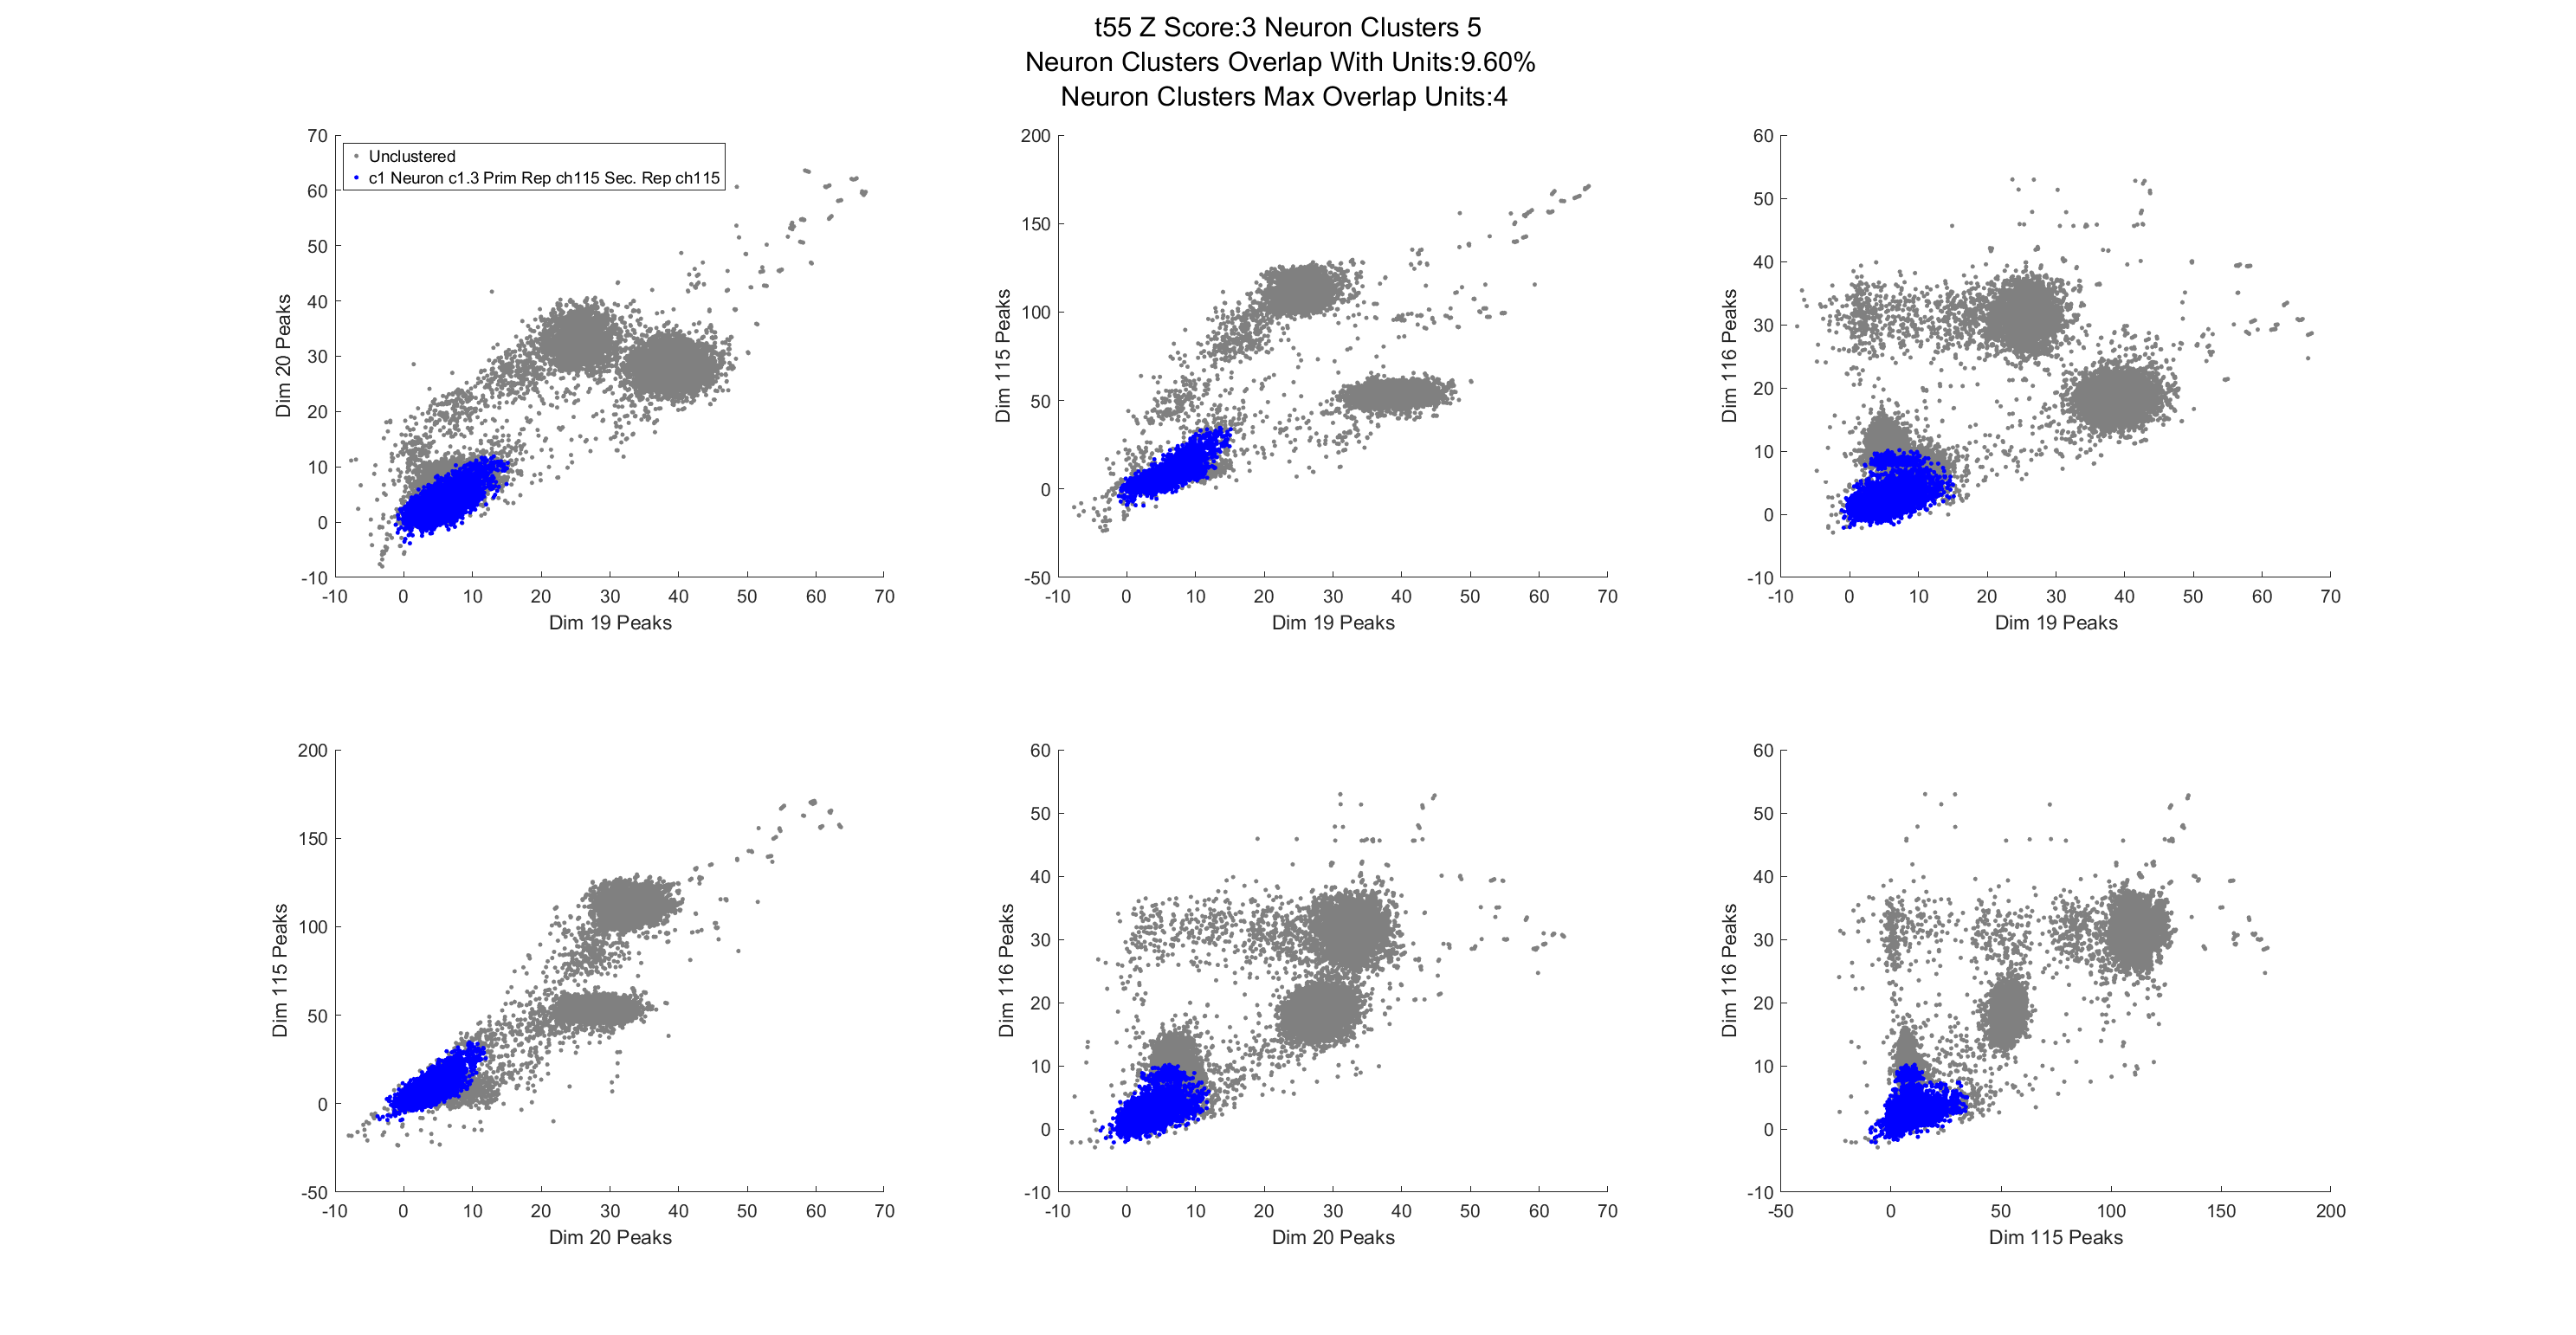 t55 Z Score:3 Neuron Clusters 5
Neuron Clusters Overlap With Units:9.60%
Neuron Clusters Max Overlap Units:4
70
60
50
40
30
20
10
0
-10
Dim 20 Peaks
Unclustered
c1 Neuron c1.3 Prim Rep ch115 Sec. Rep ch115
-10 0 10 20 30 40 50 60 70
Dim 19 Peaks
200
150
100
50
0
-50
Dim 115 Peaks
-10 0 10 20 30 40 50 60 70
Dim 19 Peaks
60
50
40
30
20
10
0
-10
Dim 116 Peaks
-10 0 10 20 30 40 50 60 70
Dim 19 Peaks
200
150
100
50
0
-50
Dim 115 Peaks
-10 0 10 20 30 40 50 60 70
Dim 20 Peaks
60
50
40
30
20
10
0
-10
Dim 116 Peaks
-10 0 10 20 30 40 50 60 70
Dim 20 Peaks
60
50
40
30
20
10
0
-10
Dim 116 Peaks
-50 0 50 100 150 200
Dim 115 Peaks